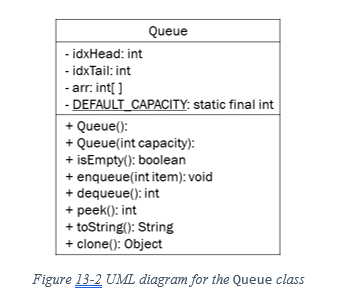 Queue
- idxHead: int
- idxTail: int
- arr: int[ ]
- DEFAULT_CAPACITY: static final int
+ Queue():
+ Queue(int capacity):
+ isEmpty(): boolean
+ enqueue(int item): void
+ dequeue(): int
+ peek(): int
+ toString(): String
+ clone(): Object
Figure 13-2 UML diagram for the Queue class